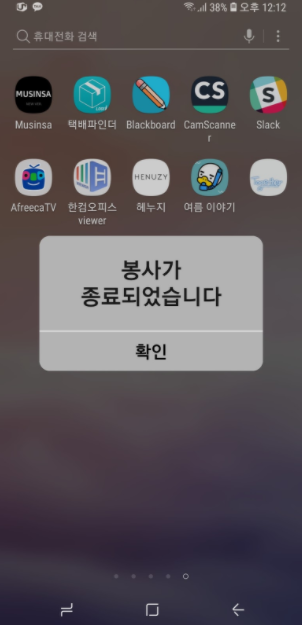 38% 오후 12:12
휴대전화 검색
MUSINSA
CS
S
Musinsa
택배파인더
Blackboard
CamScanne
r
Slack
HENUZY
Together
AfreecaTV
한컴오피스
viewer
헤누지
여름 이야기
봉사가
종료되었습니다
확인